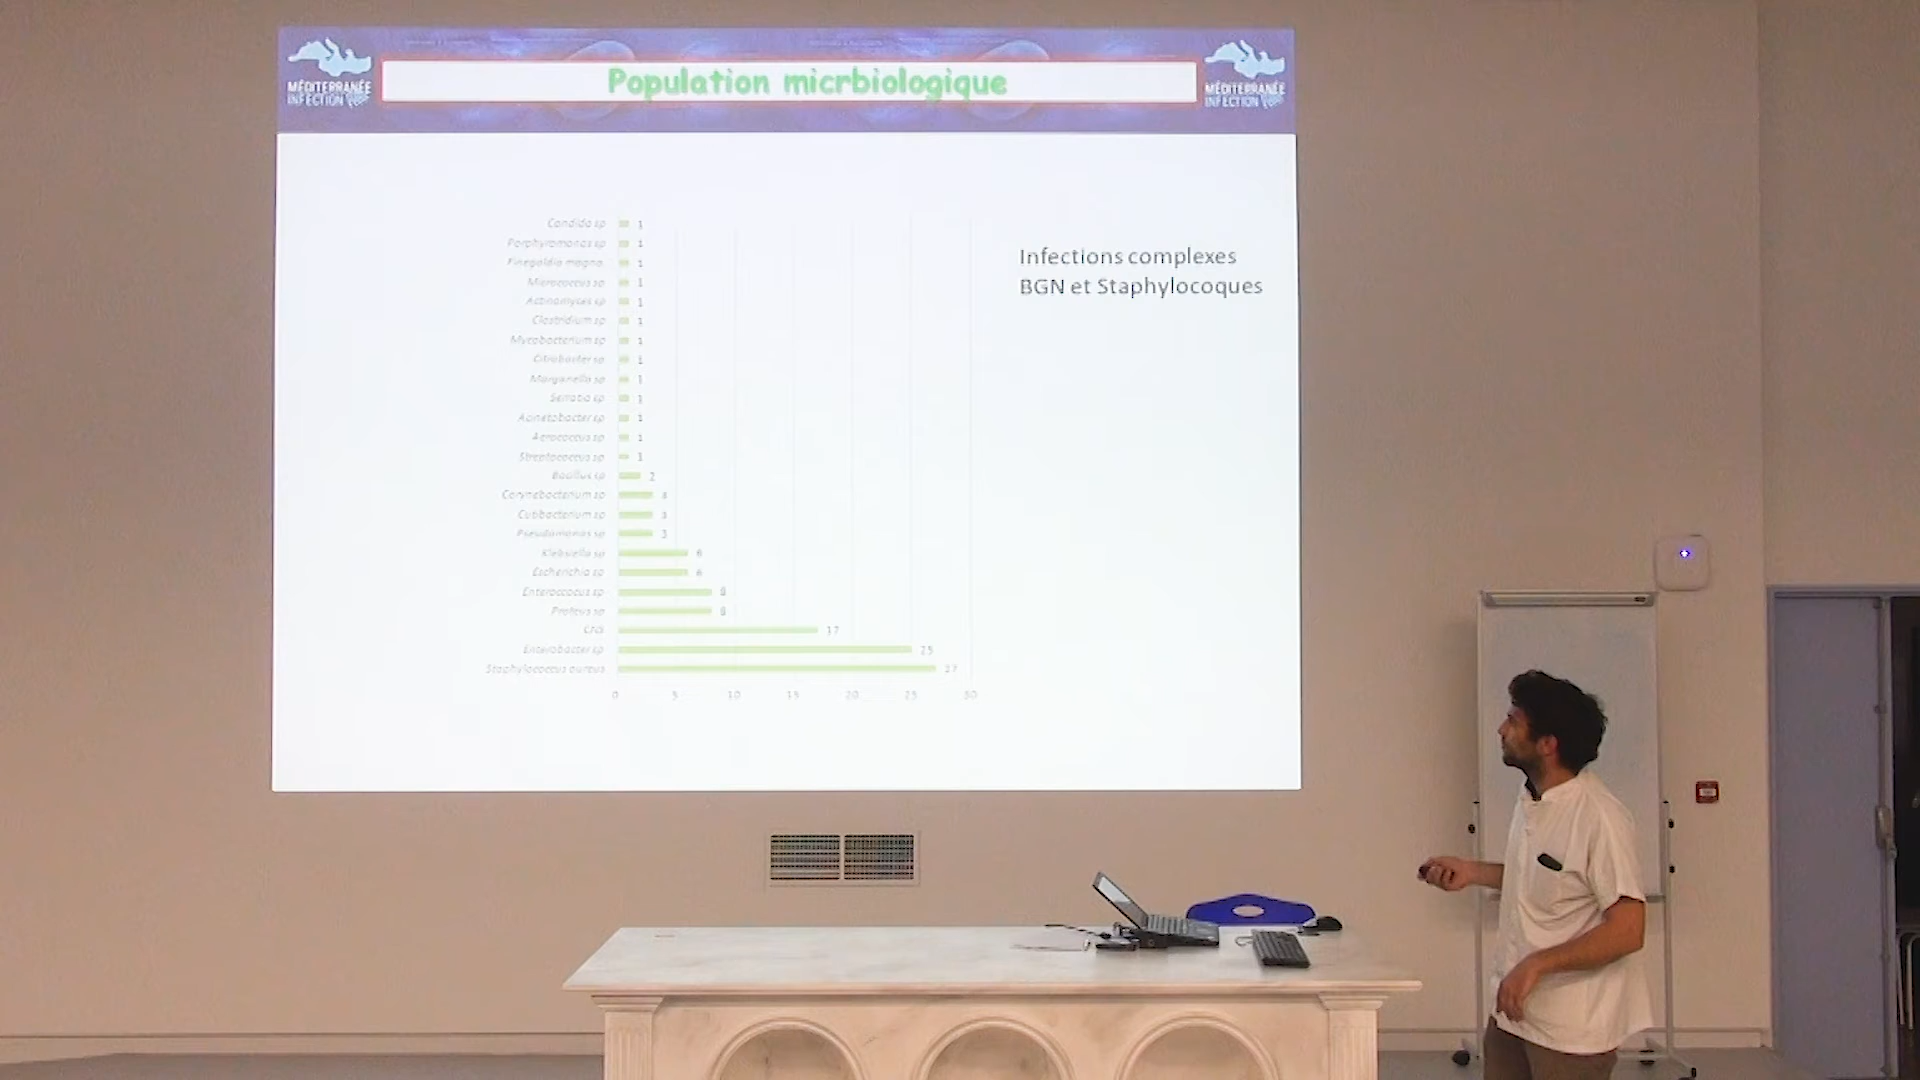 MÉDITERRANÉE
INFECTION
Population micrbiologique
MÉDITERRANÉE
INFECTION
Infections complexes
BGN et Staphylocoques
Candida sp 1
Porphyromonas sp 1
Finegoldia magna 1
Micrococcus sp 1
Actinomyces sp 1
Clostridium sp 1
Mycobacterium sp 1
Citrobacter sp 1
Morganella sp 1
Serratia sp 1
Acinetobacter sp 1
Aerococcus sp 1
Streptococcus sp 1
Bacillus sp 2
Corynebacterium sp 3
Cutibacterium sp 3
Pseudomonas sp 3
Klebsiella sp 6
Escherichia sp 6
Enterococcus sp 8
Proteus sp 8
CNS 17
Enterobacter sp 25
Staphylococcus aureus 27
0 5 10 15 20 25 30